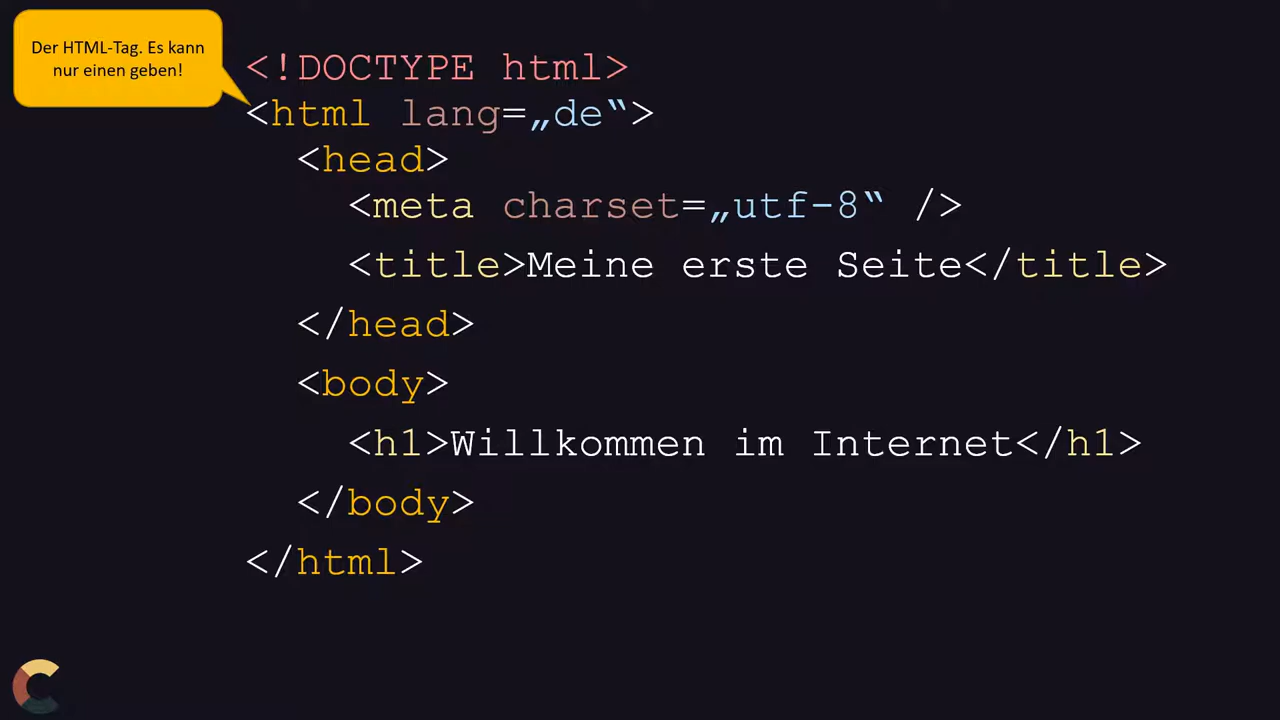 Der HTML-Tag. Es kann
nur einen geben!
<!DOCTYPE html>
<html lang=„de“>
<head>
<meta charset=„utf-8“ />
<title>Meine erste Seite</title>
</head>
<body>
<h1>Willkommen im Internet</h1>
</body>
</html>